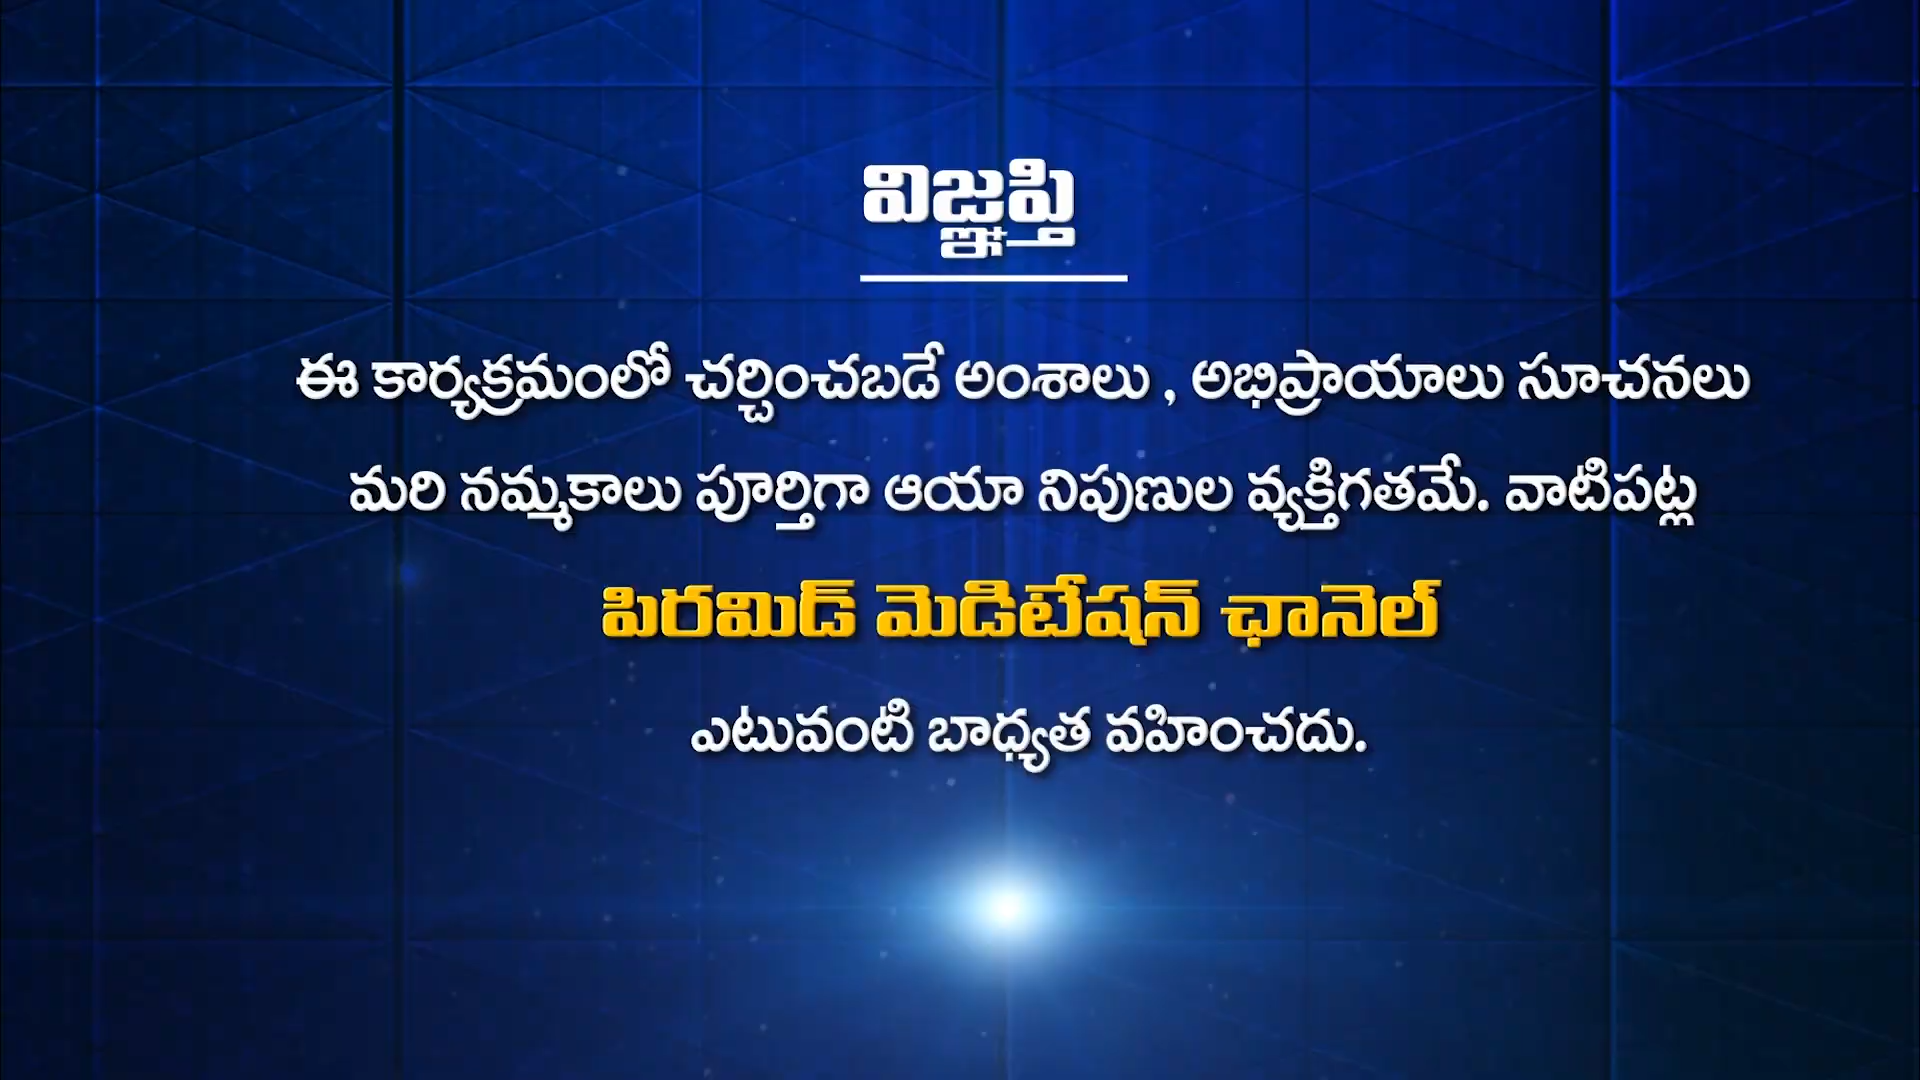 విజ్ఞప్తి
ఈ కార్యక్రమంలో చర్చించబడే అంశాలు , అభిప్రాయాలు సూచనలు
మరి నమ్మకాలు పూర్తిగా ఆయా నిపుణుల వ్యక్తిగతమే. వాటిపట్ల
పిరమిడ్ మెడిటేషన్ ఛానెల్
ఎటువంటి బాధ్యత వహించదు.